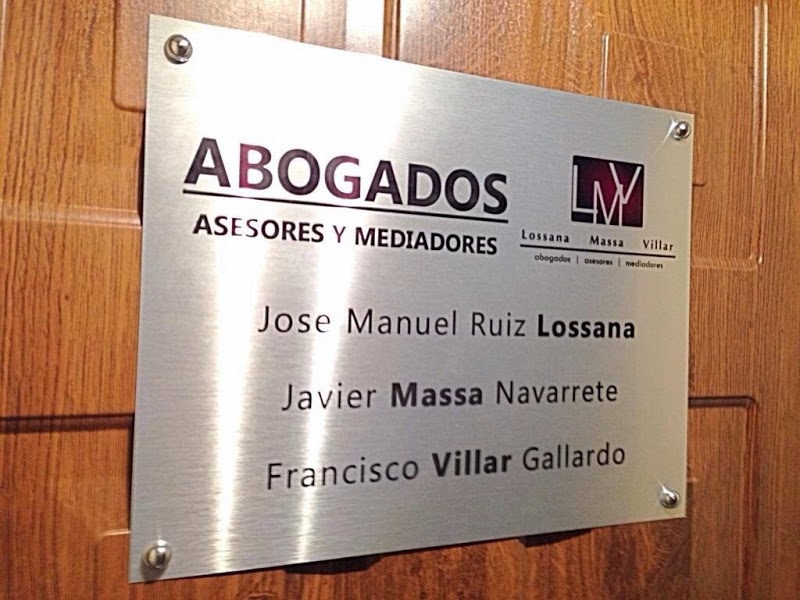 ABOGADOS
ASESORES Y MEDIADORES
LMV
Lossana Massa Villar
abogados | asesores | mediadores
Jose Manuel Ruiz Lossana
Javier Massa Navarrete
Francisco Villar Gallardo